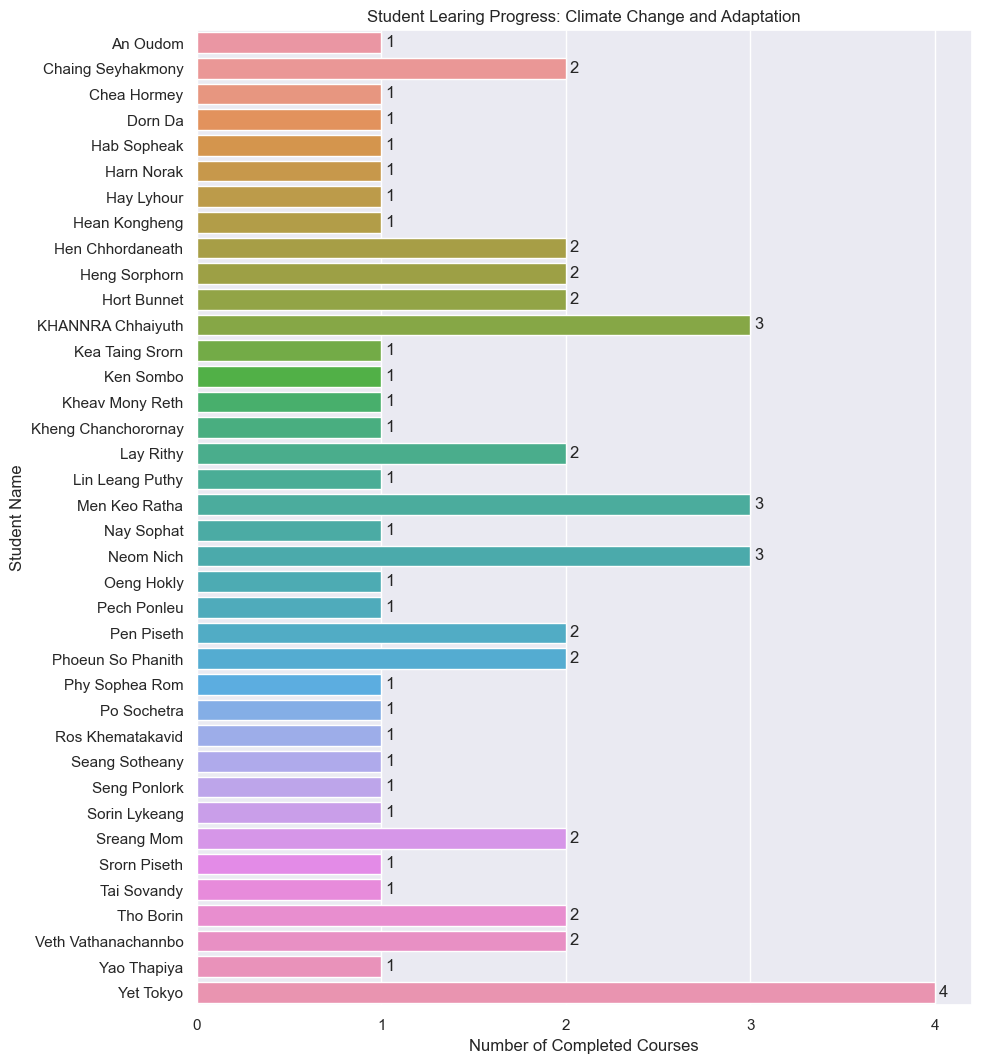 Student Learing Progress: Climate Change and Adaptation
An Oudom 1
Chaing Seyhakmony 2
Chea Hormey 1
Dorn Da 1
Hab Sopheak 1
Harn Norak 1
Hay Lyhour 1
Hean Kongheng 1
Hen Chhordaneath 2
Heng Sorphorn 2
Hort Bunnet 2
KHANNRA Chhaiyuth 3
Kea Taing Srorn 1
Ken Sombo 1
Kheav Mony Reth 1
Kheng Chanchorornay 1
Lay Rithy 2
Lin Leang Puthy 1
Men Keo Ratha 3
Nay Sophat 1
Neom Nich 3
Oeng Hokly 1
Pech Ponleu 1
Pen Piseth 2
Phoeun So Phanith 2
Phy Sophea Rom 1
Po Sochetra 1
Ros Khematakavid 1
Seang Sotheany 1
Seng Ponlork 1
Sorin Lykeang 1
Sreang Mom 2
Srorn Piseth 1
Tai Sovandy 1
Tho Borin 2
Veth Vathanachannbo 2
Yao Thapiya 1
Yet Tokyo 4
Student Name
0 1 2 3 4
Number of Completed Courses